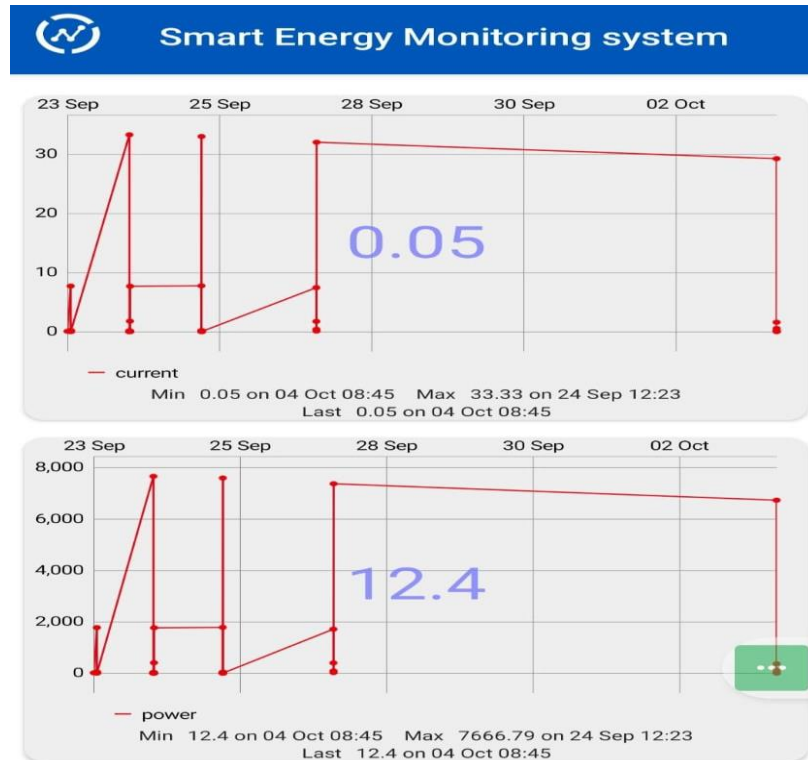 Smart Energy Monitoring system
23 Sep 25 Sep 28 Sep 30 Sep 02 Oct
30
20
0.05
10
0
current
Min 0.05 on 04 Oct 08:45 Max 33.33 on 24 Sep 12:23
Last 0.05 on 04 Oct 08:45
23 Sep 25 Sep 28 Sep 30 Sep 02 Oct
8,000
6,000
4,000
12.4
2,000
0
power
Min 12.4 on 04 Oct 08:45 Max 7666.79 on 24 Sep 12:23
Last 12.4 on 04 Oct 08:45